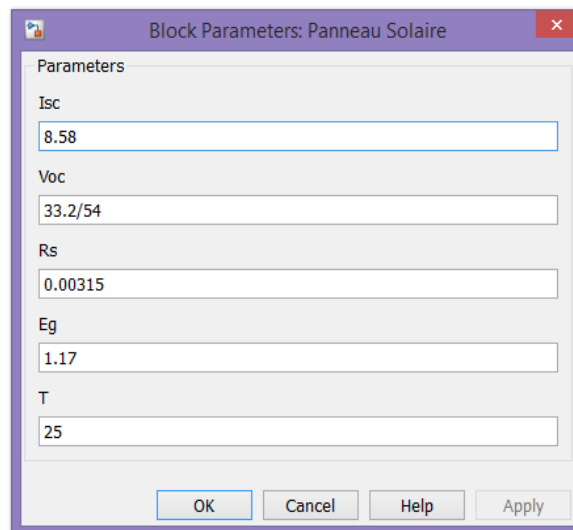 Block Parameters: Panneau Solaire
Parameters
Isc
8.58
Voc
33.2/54
Rs
0.00315
Eg
1.17
T
25
OK Cancel Help Apply